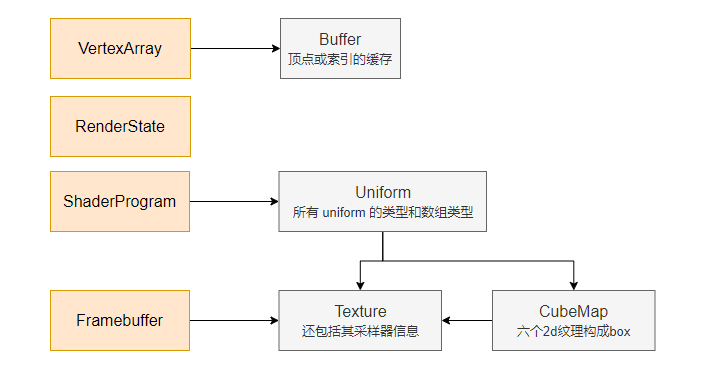 VertexArray
Buffer
顶点或索引的缓存
RenderState
ShaderProgram
Uniform
所有 uniform 的类型和数组类型
Framebuffer
Texture
还包括其采样器信息
CubeMap
六个2d纹理构成box